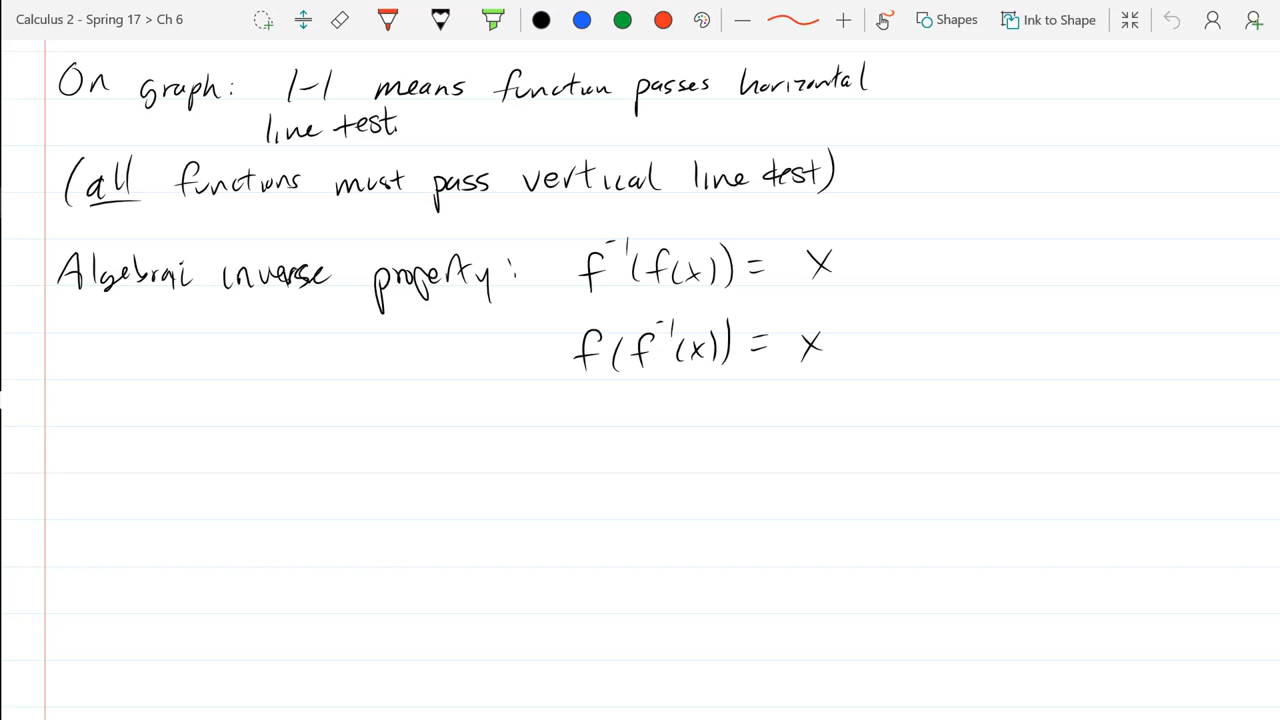 Calculus 2 - Spring 17 > Ch 6
Shapes
Ink to Shape
On graph: 1-1 means function passes horizontal
line test.
(all functions must pass vertical line test)
Algebrai inverse property: f⁻¹(f(x)) = x
f(f⁻¹(x)) = x